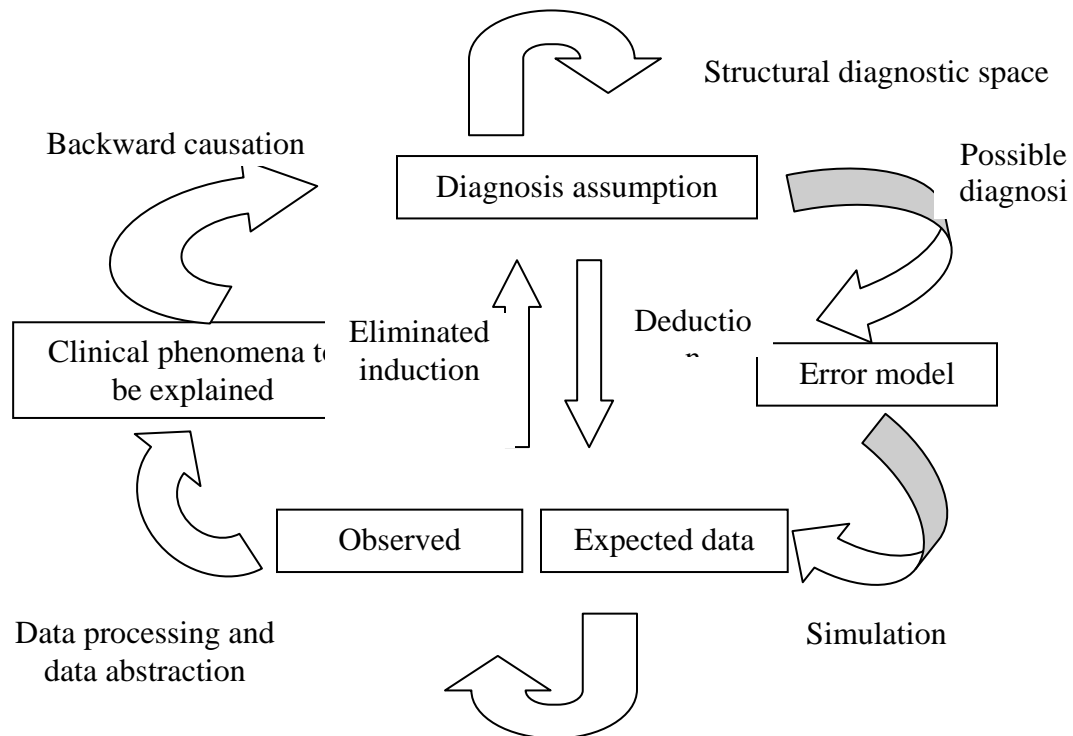 Structural diagnostic space
Backward causation
Possible
diagnosi
Diagnosis assumption
Eliminated
induction
Deductio
n
Clinical phenomena to
be explained
Error model
Observed
Expected data
Data processing and
data abstraction
Simulation